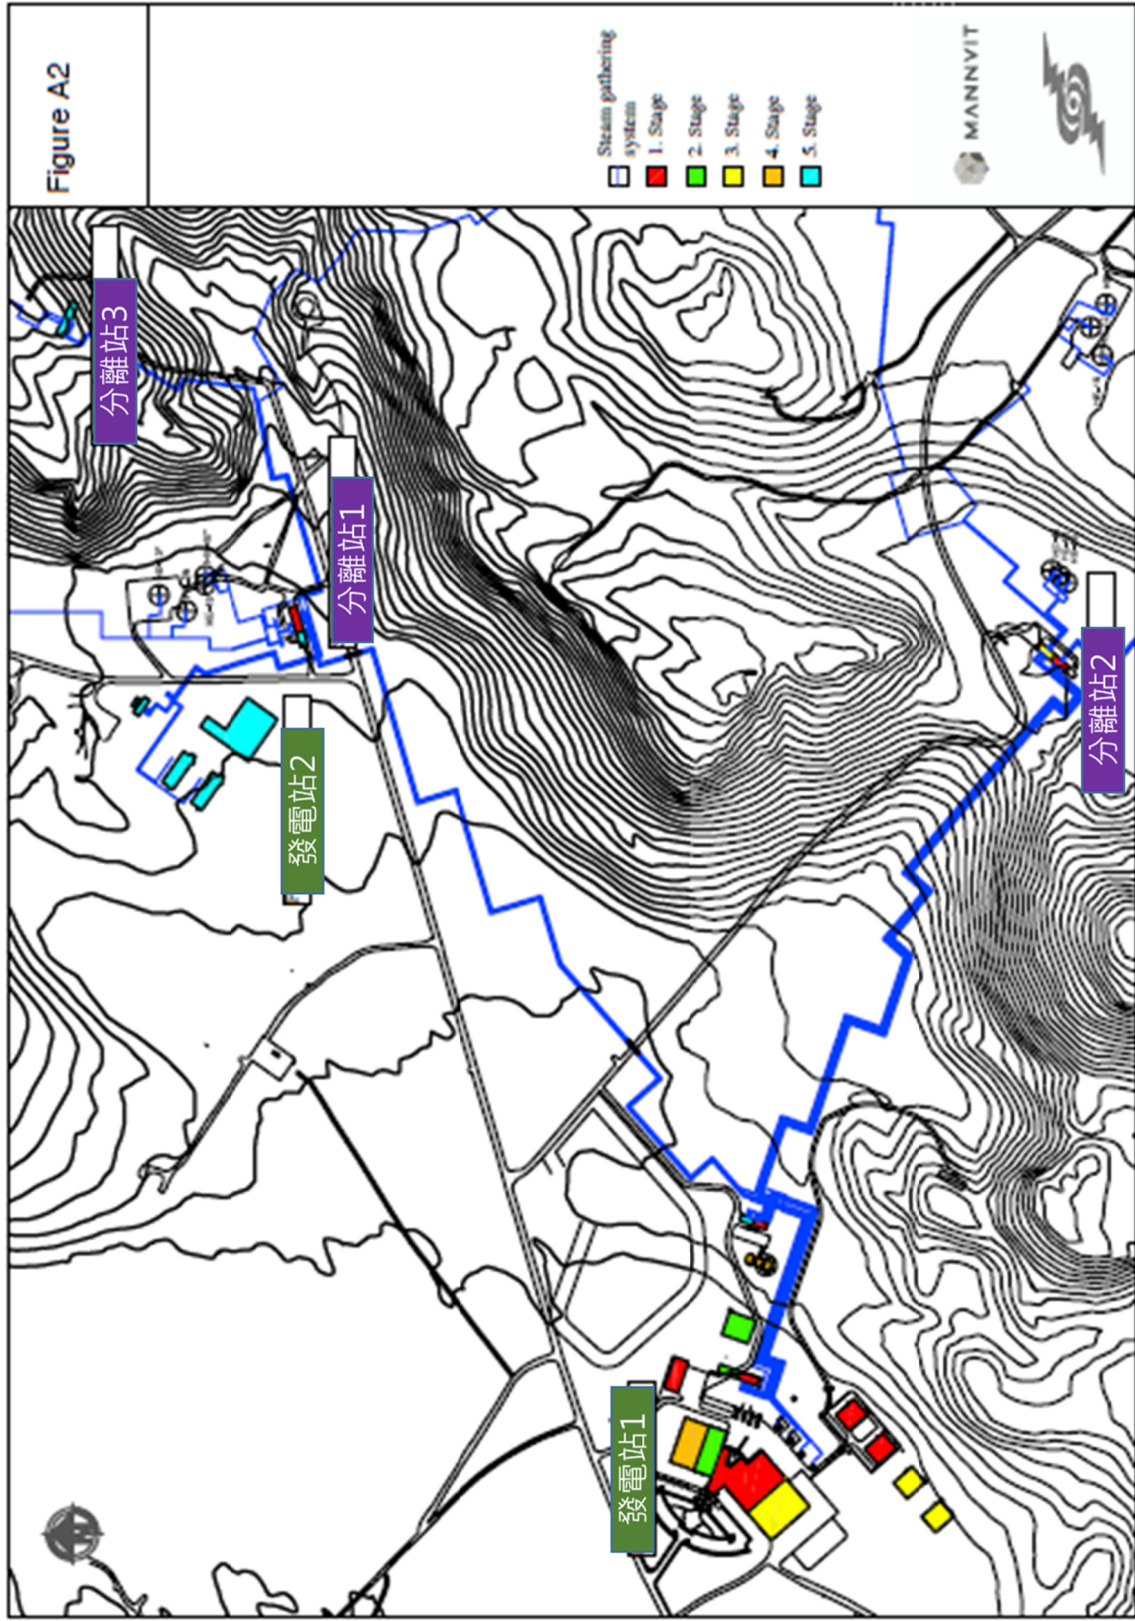 Figure A2
Steam gathering
system
1. Stage
2. Stage
3. Stage
4. Stage
5. Stage
MANNVIT
分離站3
分離站1
發電站2
分離站2
發電站1